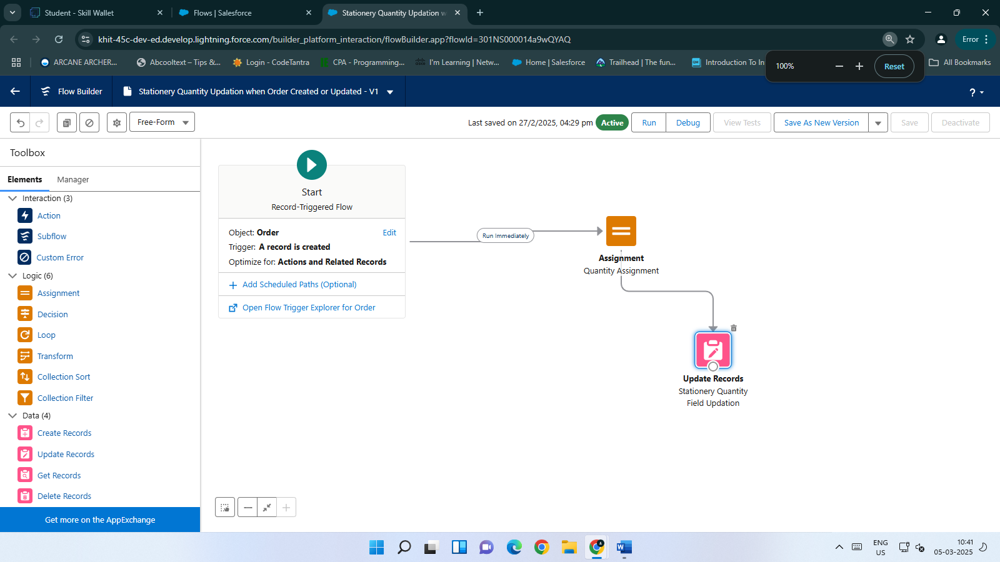 Student - Skill Wallet
Flows | Salesforce
Stationery Quantity Updation w
khit-45c-dev-ed.develop.lightning.force.com/builder_platform_interaction/flowBuilder.app?flowId=301NS000014a9wQYAQ
Error
ARCANE ARCHER...
Abcooltext – Tips &...
Login - CodeTantra
CPA - Programming...
I'm Learning | Netw...
Home | Salesforce
Trailhead | The fun...
Introduction To In
All Bookmarks
100%
Reset
Flow Builder
Stationery Quantity Updation when Order Created or Updated - V1
?
Free-Form
Last saved on 27/2/2025, 04:29 pm
Active
Run
Debug
View Tests
Save As New Version
Save
Deactivate
Toolbox
Elements
Manager
Interaction (3)
Action
Subflow
Custom Error
Logic (6)
Assignment
Decision
Loop
Transform
Collection Sort
Collection Filter
Data (4)
Create Records
Update Records
Get Records
Delete Records
Get more on the AppExchange
Start
Record-Triggered Flow
Object: Order
Edit
Trigger: A record is created
Optimize for: Actions and Related Records
Add Scheduled Paths (Optional)
Open Flow Trigger Explorer for Order
Run Immediately
Assignment
Quantity Assignment
Update Records
Stationery Quantity
Field Updation
ENG
US
10:41
05-03-2025